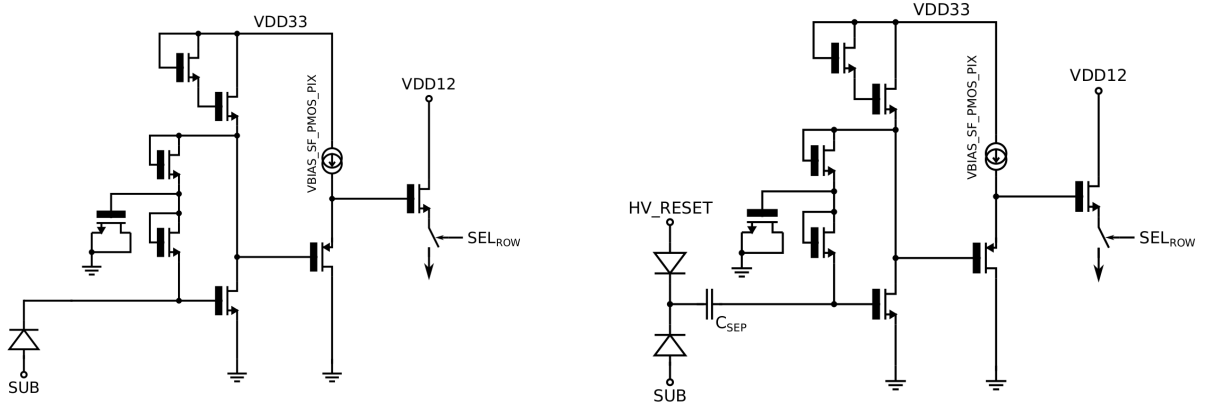 VDD33
VBIAS_SF_PMOS_PIX
VDD12
SELROW
SUB
VDD33
VBIAS_SF_PMOS_PIX
VDD12
HV_RESET
SELROW
CSEP
SUB